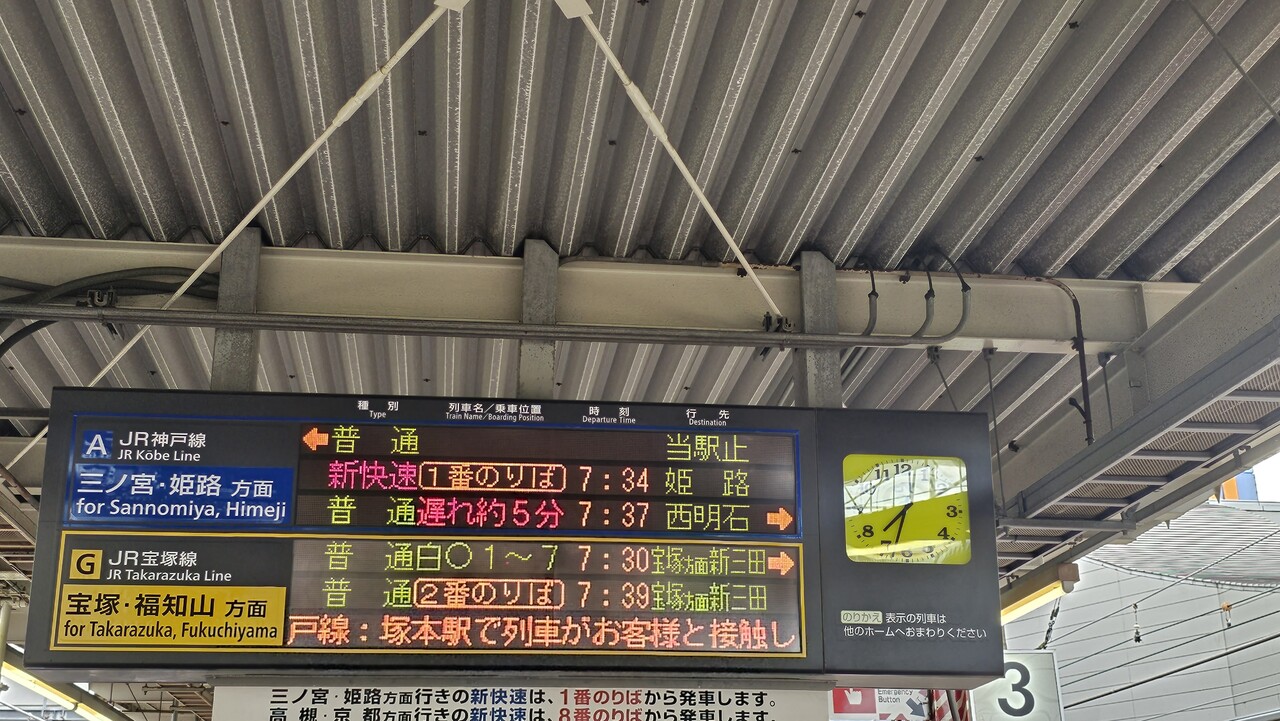 種 別 列車名／乗車位置 時 刻 行 先
Type Train Name／Boarding Position Departure Time Destination
A JR神戸線
JR Kōbe Line
三ノ宮・姫路 方面
for Sannomiya, Himeji
普 通 当駅止
新快速 1番のりば 7:34 姫 路
普 通 遅れ約5分 7:37 西明石
G JR宝塚線
JR Takarazuka Line
宝塚・福知山 方面
for Takarazuka, Fukuchiyama
普 通 白○1〜7 7:30 宝塚方面新三田
普 通 2番のりば 7:39 宝塚方面新三田
戸線：塚本駅で列車がお客様と接触し
11 12
3
8 4
7 5
のりかえ 表示の列車は
他のホームへおまわりください
三ノ宮・姫路方面行きの新快速は、1番のりばから発車します。
高槻・京都方面行きの新快速は、8番のりばから発車します。
Emergency
Button
3